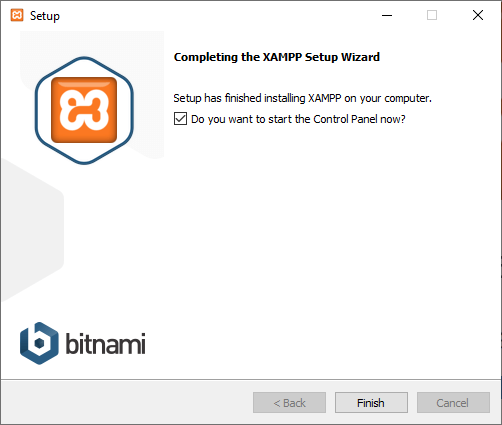 Setup
Completing the XAMPP Setup Wizard
Setup has finished installing XAMPP on your computer.
Do you want to start the Control Panel now?
bitnami
< Back
Finish
Cancel